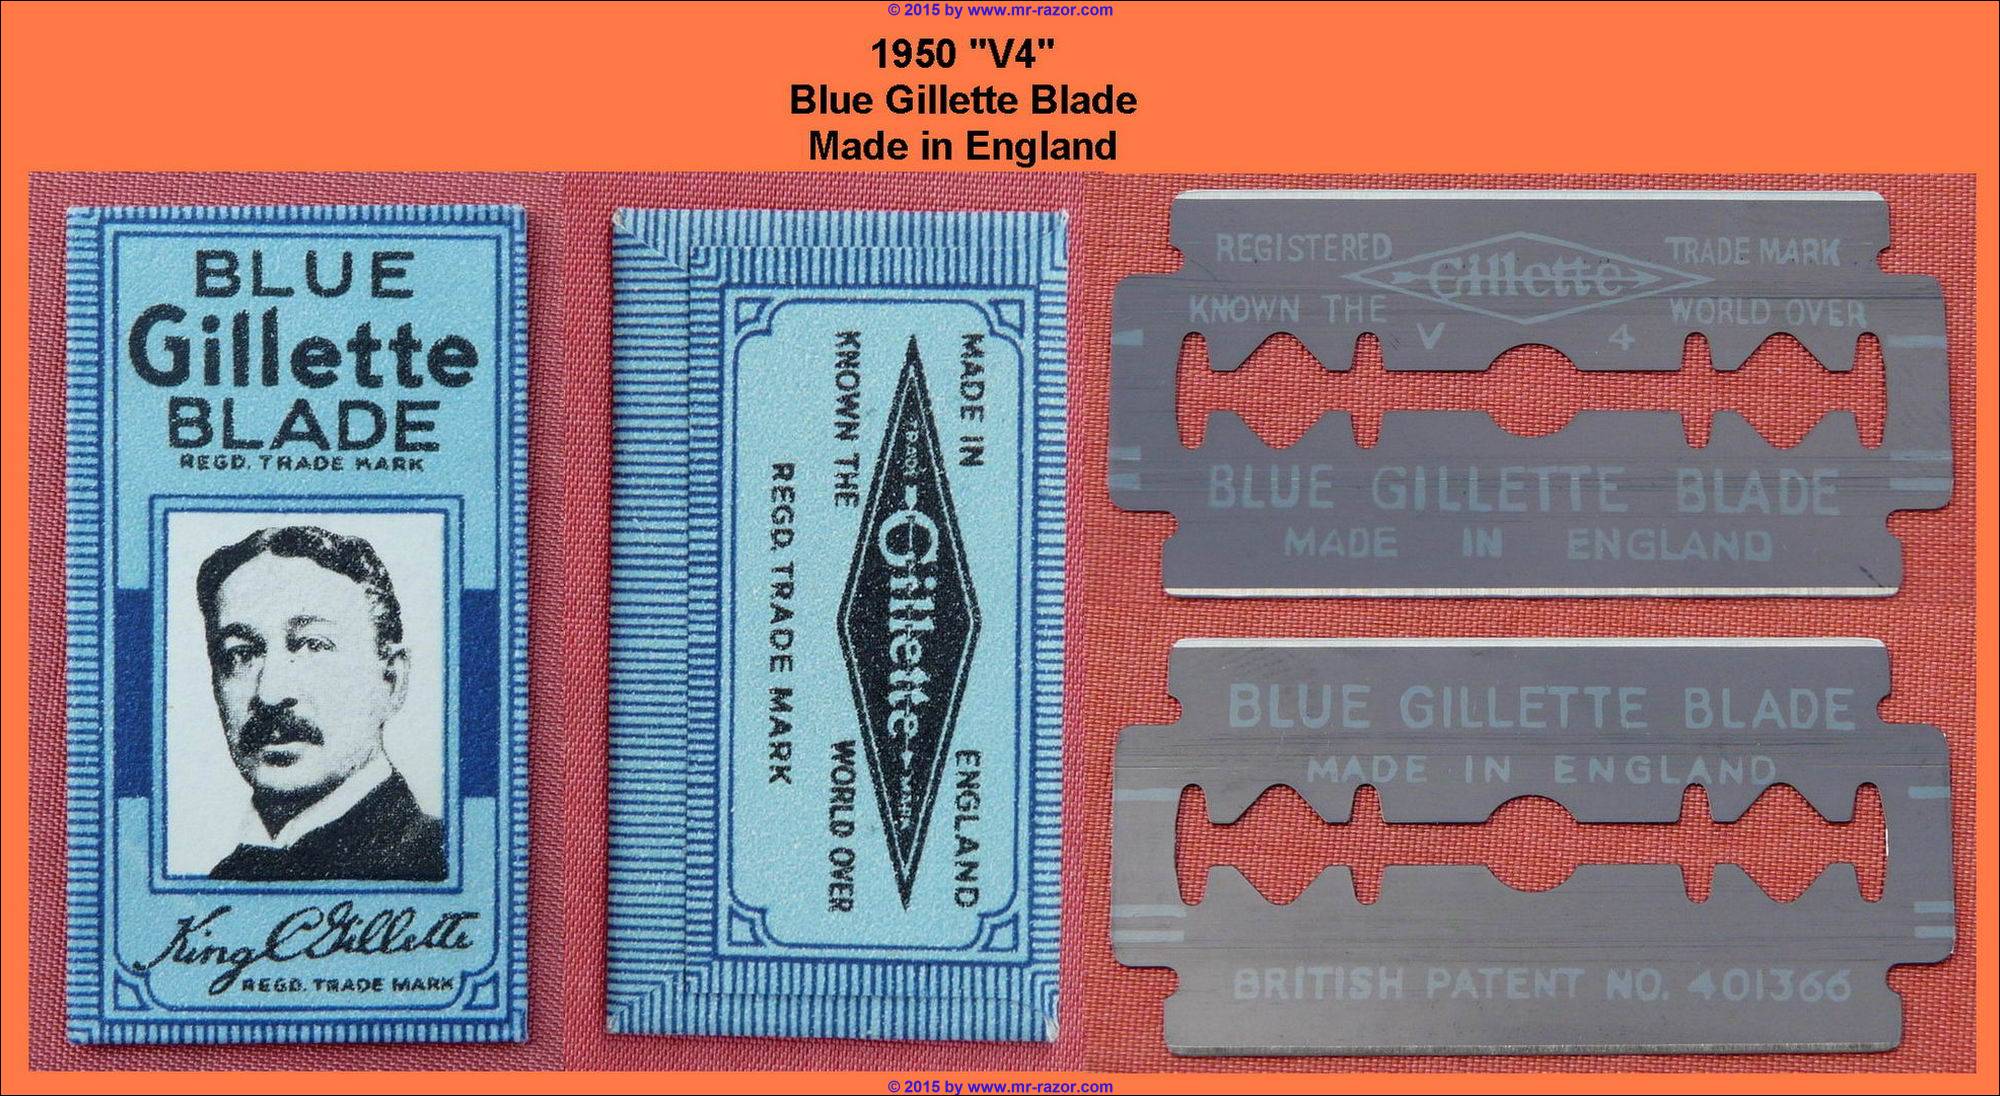 © 2015 by www.mr-razor.com
1950 "V4"
Blue Gillette Blade
Made in England
BLUE
Gillette
BLADE
REGD. TRADE MARK
King C Gillette
REGD. TRADE MARK
MADE IN ENGLAND
TRADE Gillette MARK
KNOWN THE WORLD OVER
REGD. TRADE MARK
REGISTERED Gillette TRADE MARK
KNOWN THE WORLD OVER
V 4
BLUE GILLETTE BLADE
MADE IN ENGLAND
BLUE GILLETTE BLADE
MADE IN ENGLAND
BRITISH PATENT NO. 401366
© 2015 by www.mr-razor.com